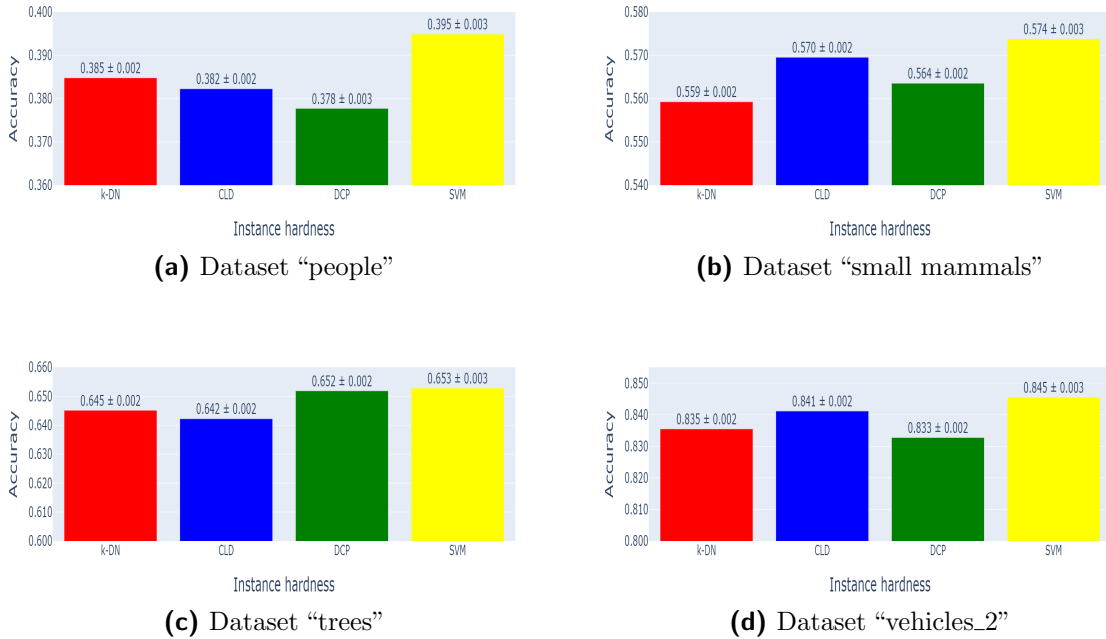 0.400
0.390
0.380
0.370
0.360
Accuracy
0.385 ± 0.002
0.382 ± 0.002
0.378 ± 0.003
0.395 ± 0.003
k-DN CLD DCP SVM
Instance hardness
(a) Dataset “people”
0.580
0.570
0.560
0.550
0.540
Accuracy
0.559 ± 0.002
0.570 ± 0.002
0.564 ± 0.002
0.574 ± 0.003
k-DN CLD DCP SVM
Instance hardness
(b) Dataset “small mammals”
0.660
0.650
0.640
0.630
0.620
0.610
0.600
Accuracy
0.645 ± 0.002
0.642 ± 0.002
0.652 ± 0.002
0.653 ± 0.003
k-DN CLD DCP SVM
Instance hardness
(c) Dataset “trees”
0.850
0.840
0.830
0.820
0.810
0.800
Accuracy
0.835 ± 0.002
0.841 ± 0.002
0.833 ± 0.002
0.845 ± 0.003
k-DN CLD DCP SVM
Instance hardness
(d) Dataset “vehicles_2”